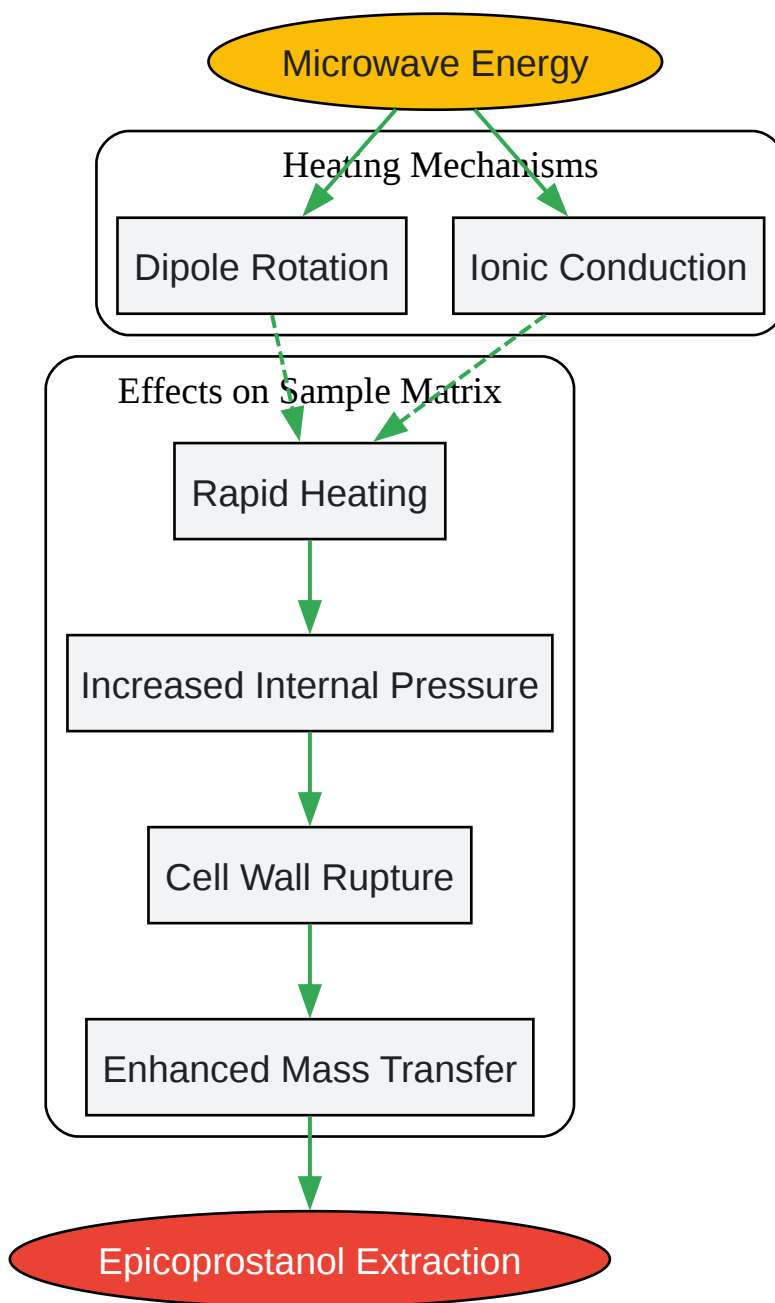 Microwave Energy
Heating Mechanisms
Dipole Rotation
Ionic Conduction
Effects on Sample Matrix
Rapid Heating
Increased Internal Pressure
Cell Wall Rupture
Enhanced Mass Transfer
Epicoprostanol Extraction